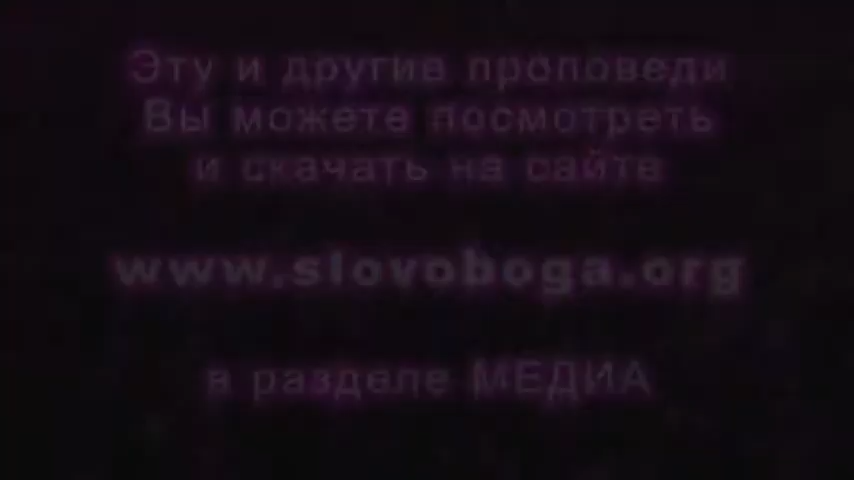 Эту и другие проповеди
Вы можете посмотреть
и скачать на сайте
www.slovoboga.org
в разделе МЕДИА